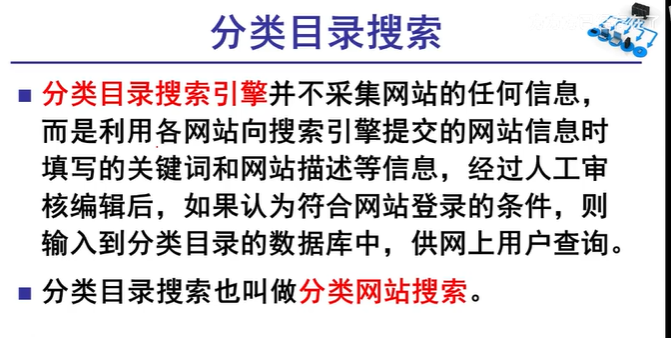 分类目录搜索
■ 分类目录搜索引擎并不采集网站的任何信息，
而是利用各网站向搜索引擎提交的网站信息时
填写的关键词和网站描述等信息，经过人工审
核编辑后，如果认为符合网站登录的条件，则
输入到分类目录的数据库中，供网上用户查询。
■ 分类目录搜索也叫做分类网站搜索。